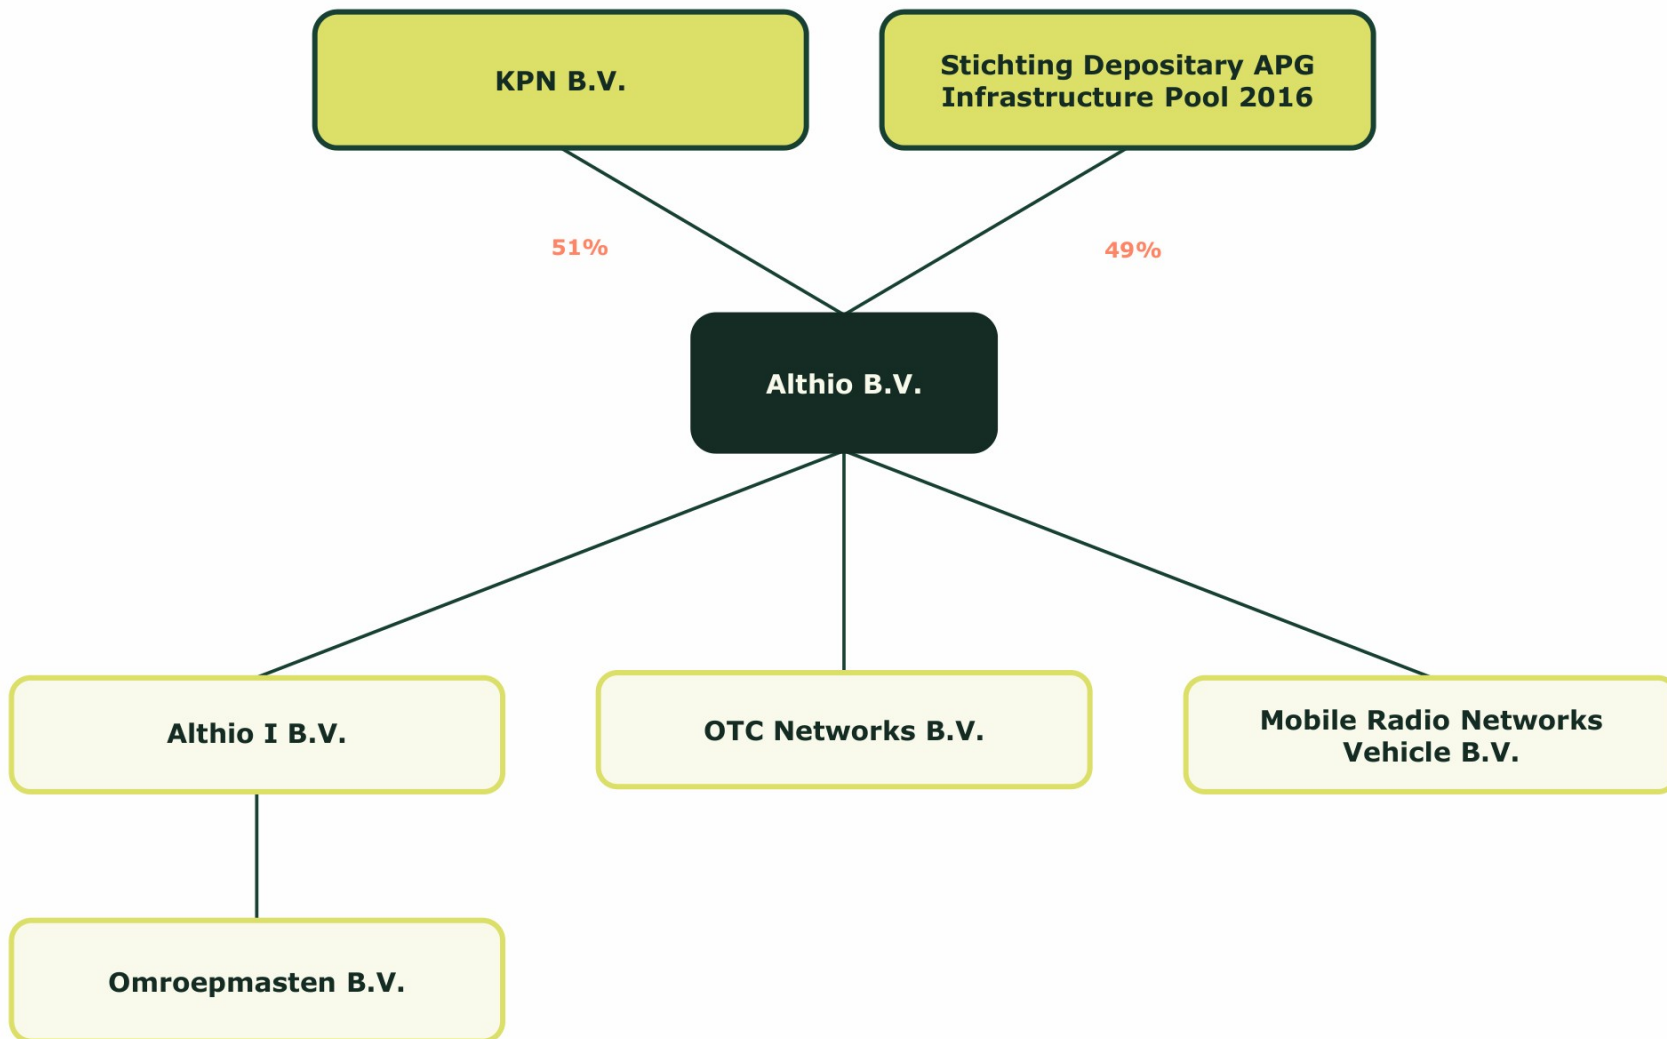 KPN B.V.
Stichting Depositary APG
Infrastructure Pool 2016
51%
49%
Althio B.V.
Althio I B.V.
OTC Networks B.V.
Mobile Radio Networks
Vehicle B.V.
Omroepmasten B.V.